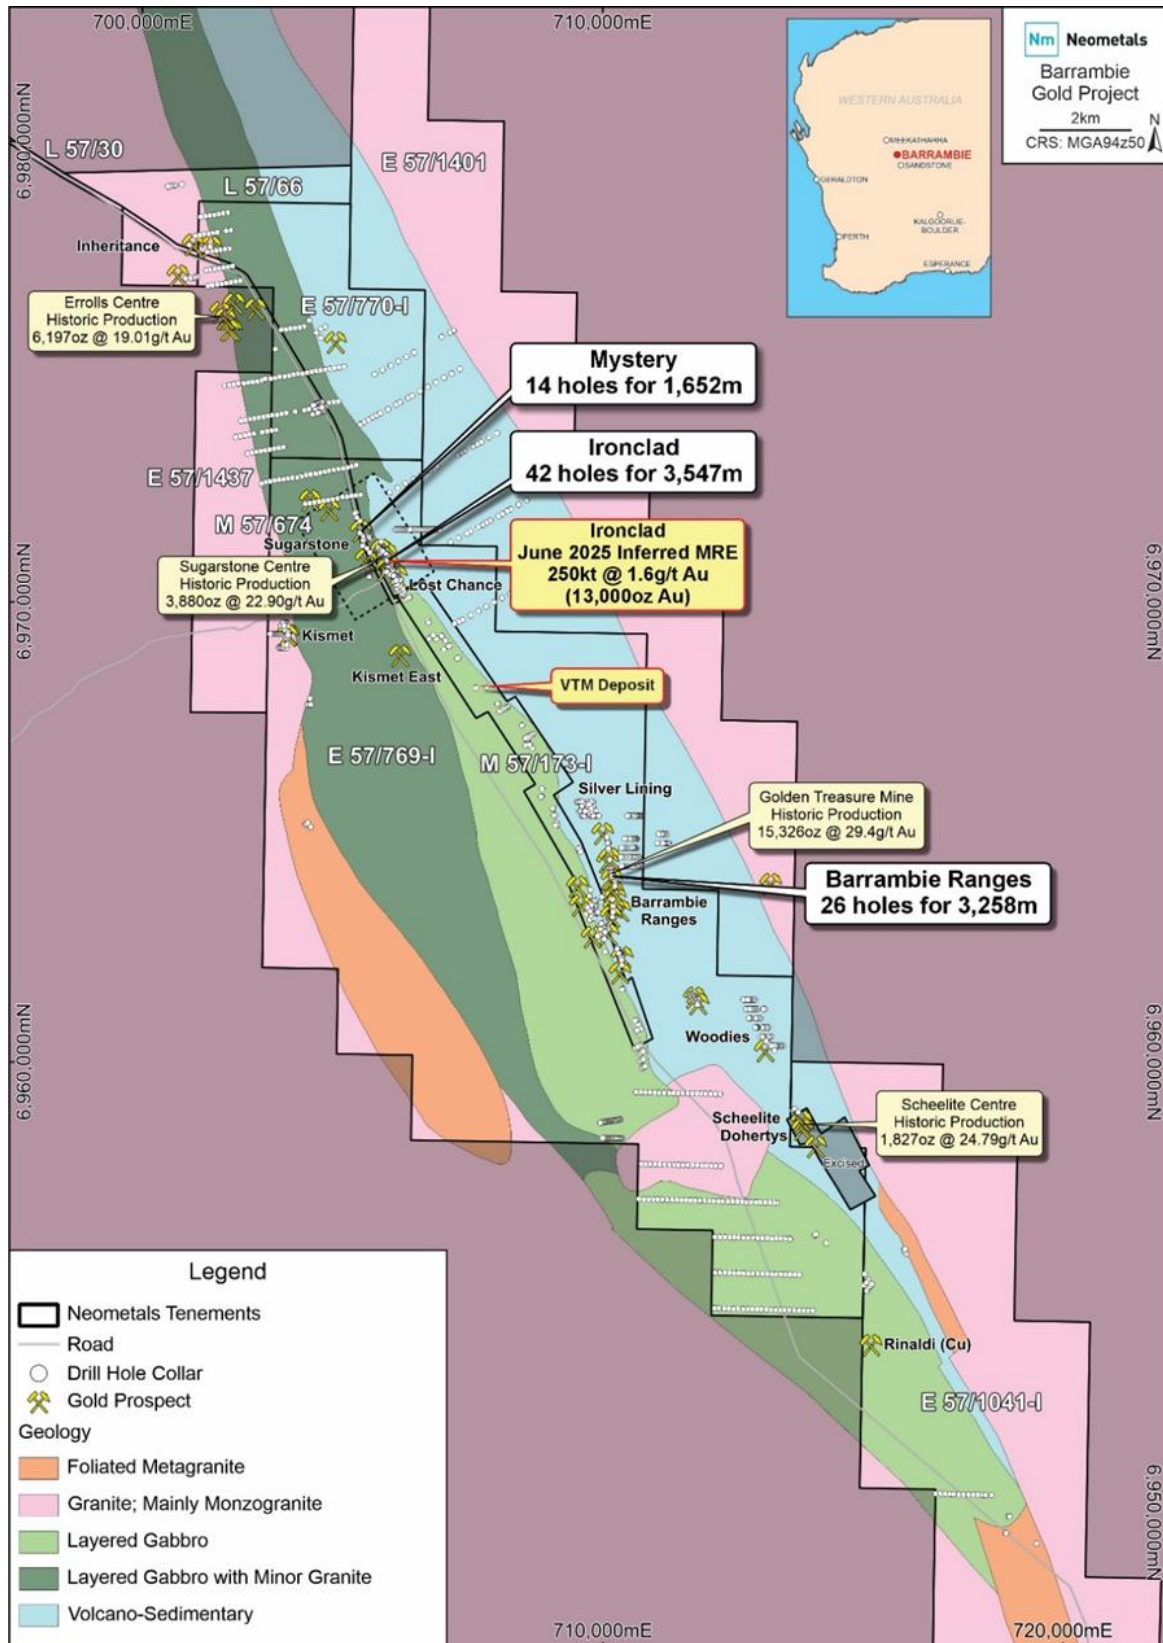 700,000mE
710,000mE
Nm Neometals
Barrambie
Gold Project
2km
N
CRS: MGA94z50
WESTERN AUSTRALIA
MEEKATHARRA
BARRAMBIE
SANDSTONE
GERALDTON
KALGOORLIE-
BOULDER
PERTH
ESPERANCE
6,980,000mN
L 57/30
E 57/1401
L 57/66
Inheritance
Errolls Centre
Historic Production
6,197oz @ 19.01g/t Au
E 57/770-I
Mystery
14 holes for 1,652m
Ironclad
42 holes for 3,547m
E 57/1437
M 57/674
Sugarstone
Ironclad
June 2025 Inferred MRE
250kt @ 1.6g/t Au
(13,000oz Au)
Sugarstone Centre
Historic Production
3,880oz @ 22.90g/t Au
Lost Chance
6,970,000mN
6,970,000mN
Kismet
Kismet East
VTM Deposit
E 57/769-I
M 57/173-I
Silver Lining
Golden Treasure Mine
Historic Production
15,326oz @ 29.4g/t Au
Barrambie Ranges
26 holes for 3,258m
Barrambie
Ranges
Woodies
6,960,000mN
6,960,000mN
Scheelite
Dohertys
Scheelite Centre
Historic Production
1,827oz @ 24.79g/t Au
Excised
Rinaldi (Cu)
E 57/1041-I
6,950,000mN
Legend
Neometals Tenements
Road
Drill Hole Collar
Gold Prospect
Geology
Foliated Metagranite
Granite; Mainly Monzogranite
Layered Gabbro
Layered Gabbro with Minor Granite
Volcano-Sedimentary
710,000mE
720,000mE